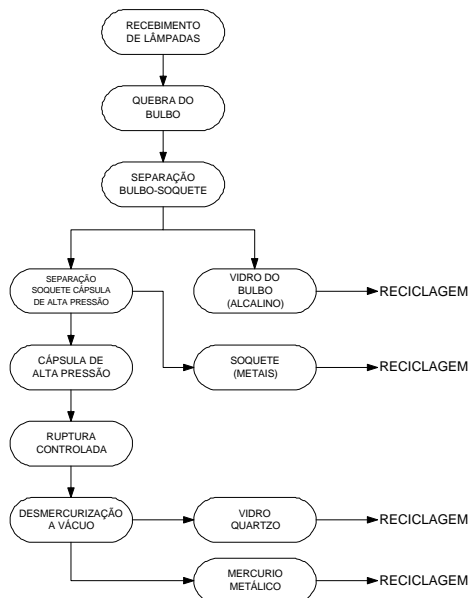 RECEBIMENTO
DE LÂMPADAS
QUEBRA DO
BULBO
SEPARAÇÃO
BULBO-SOQUETE
SEPARAÇÃO
SOQUETE CÁPSULA
DE ALTA PRESSÃO
VIDRO DO
BULBO
(ALCALINO)
RECICLAGEM
CÁPSULA DE
ALTA PRESSÃO
SOQUETE
(METAIS)
RECICLAGEM
RUPTURA
CONTROLADA
DESMERCURIZAÇÃO
A VÁCUO
VIDRO
QUARTZO
RECICLAGEM
MERCURIO
METÁLICO
RECICLAGEM